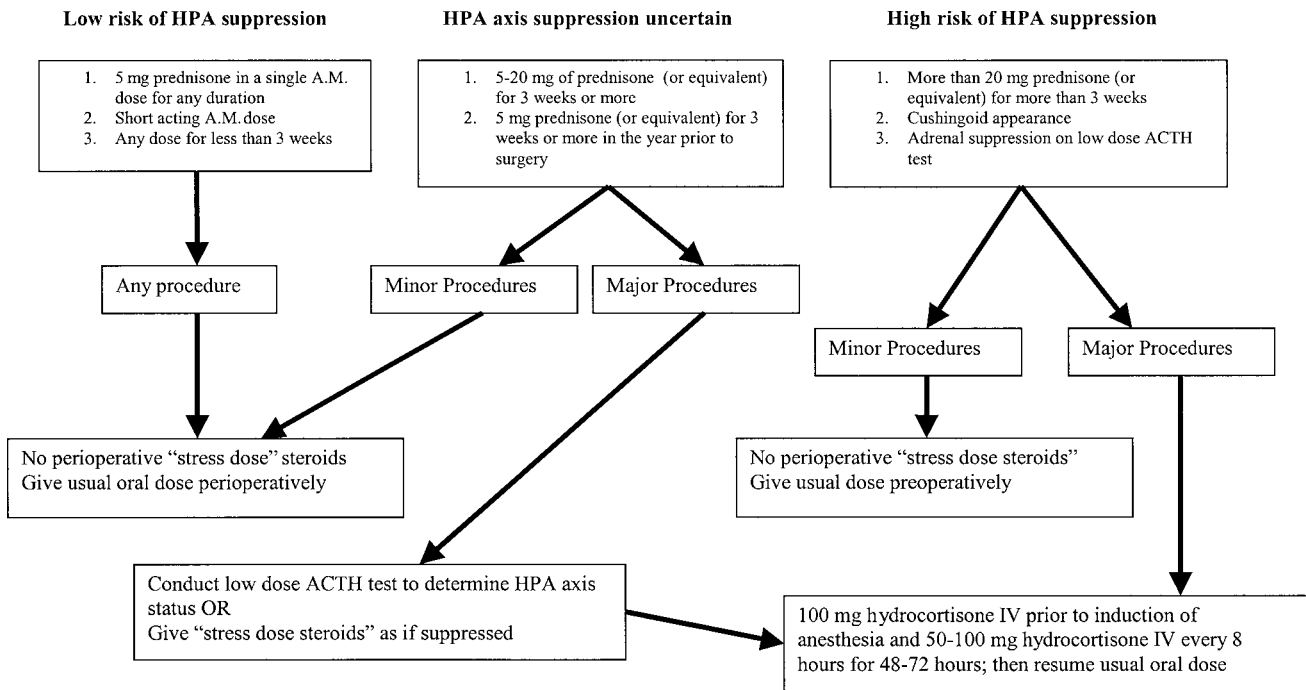 Low risk of HPA suppression
HPA axis suppression uncertain
High risk of HPA suppression
1. 5 mg prednisone in a single A.M.
dose for any duration
2. Short acting A.M. dose
3. Any dose for less than 3 weeks
1. 5-20 mg of prednisone (or equivalent)
for 3 weeks or more
2. 5 mg prednisone (or equivalent) for 3
weeks or more in the year prior to
surgery
1. More than 20 mg prednisone (or
equivalent) for more than 3 weeks
2. Cushingoid appearance
3. Adrenal suppression on low dose ACTH
test
Any procedure
Minor Procedures
Major Procedures
Minor Procedures
Major Procedures
No perioperative “stress dose” steroids
Give usual oral dose perioperatively
No perioperative “stress dose steroids”
Give usual dose preoperatively
Conduct low dose ACTH test to determine HPA axis
status OR
Give “stress dose steroids” as if suppressed
100 mg hydrocortisone IV prior to induction of
anesthesia and 50-100 mg hydrocortisone IV every 8
hours for 48-72 hours; then resume usual oral dose